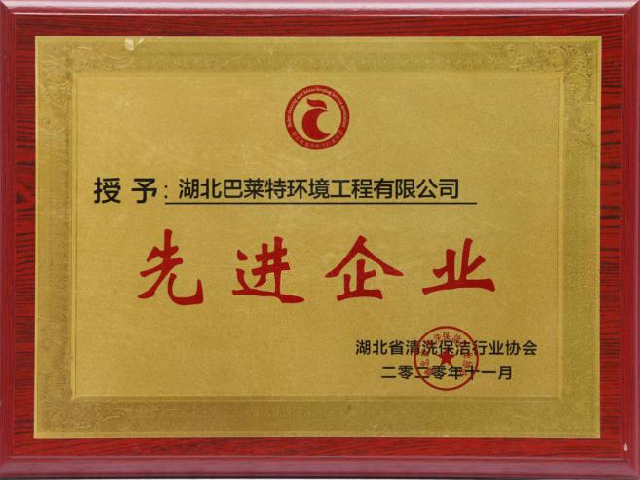 授予：湖北巴莱特环境工程有限公司
先进企业
湖北省清洗保洁行业协会
二零二零年十一月